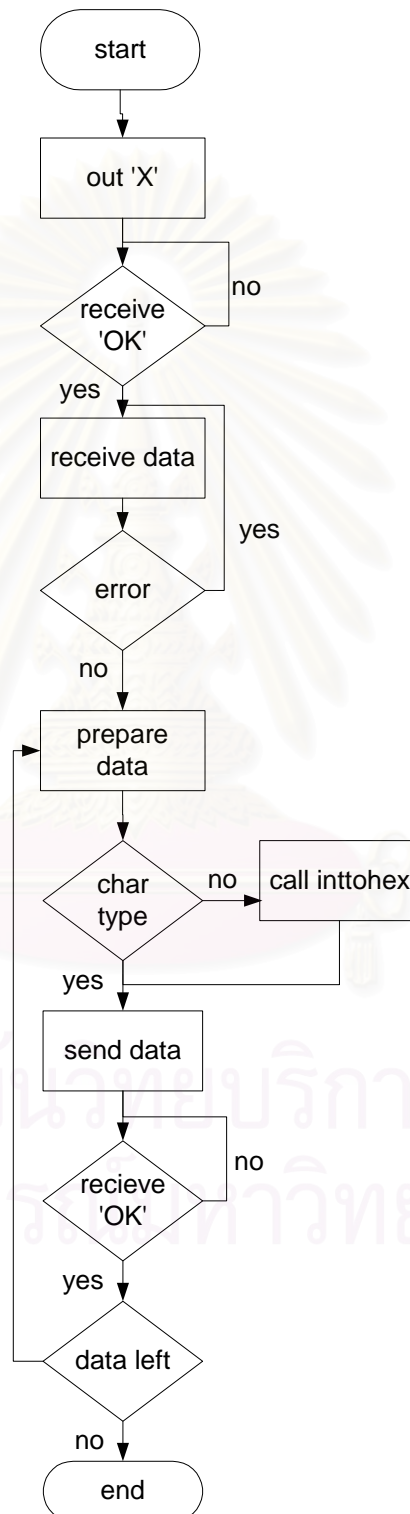 start
out 'X'
receive
'OK'
no
yes
receive data
yes
error
no
prepare
data
char
type
no
call inttohex
yes
send data
recieve
'OK'
no
yes
data left
no
end